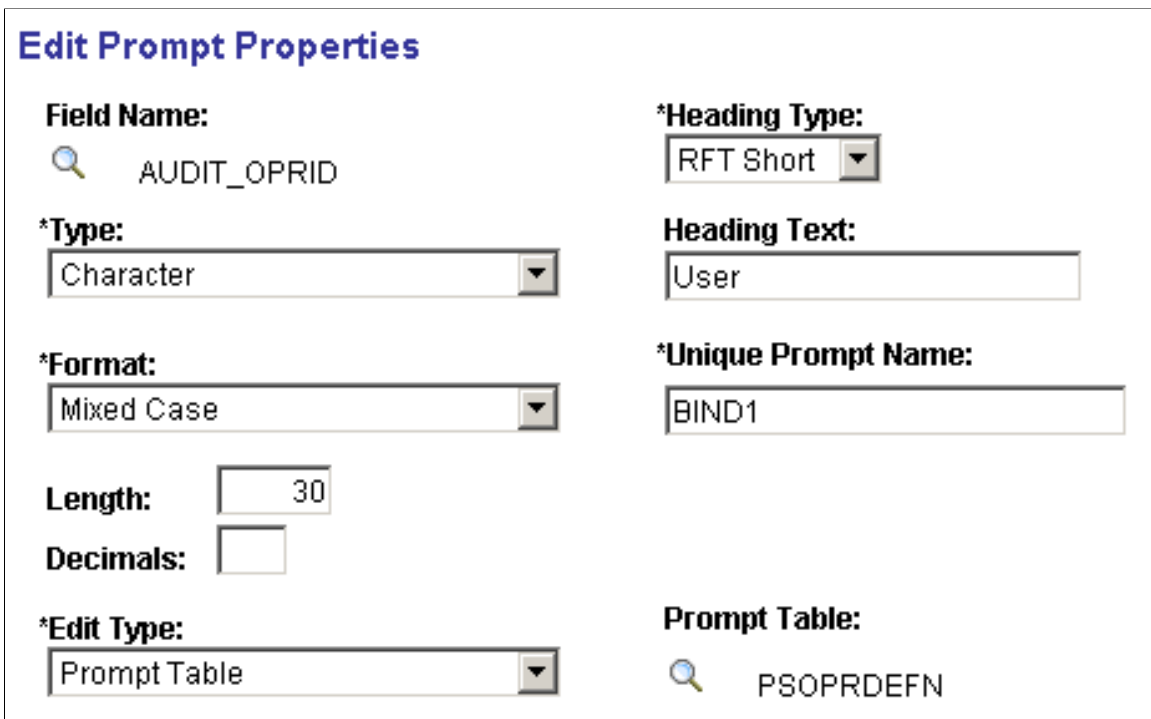 Edit Prompt Properties
Field Name:
*Heading Type:
AUDIT_OPRID
RFT Short
*Type:
Heading Text:
Character
User
*Format:
*Unique Prompt Name:
Mixed Case
BIND1
Length:
30
Decimals:
*Edit Type:
Prompt Table:
Prompt Table
PSOPRDEFN